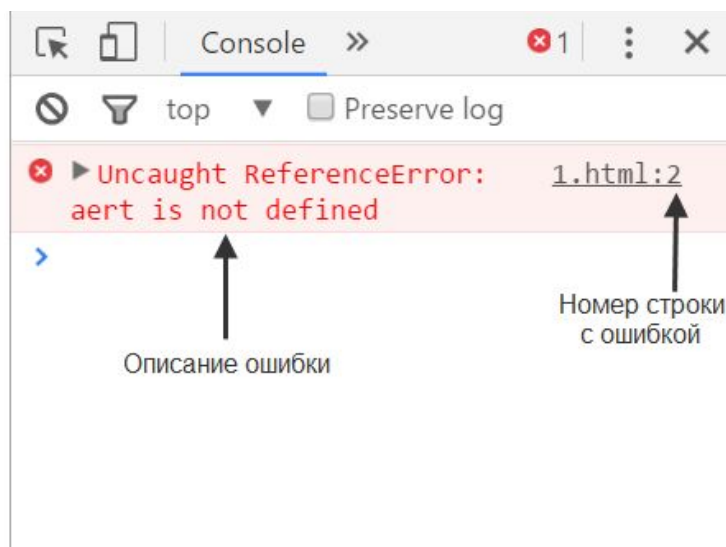 Console » 1
top Preserve log
Uncaught ReferenceError: 1.html:2
aert is not defined
Номер строки
с ошибкой
Описание ошибки